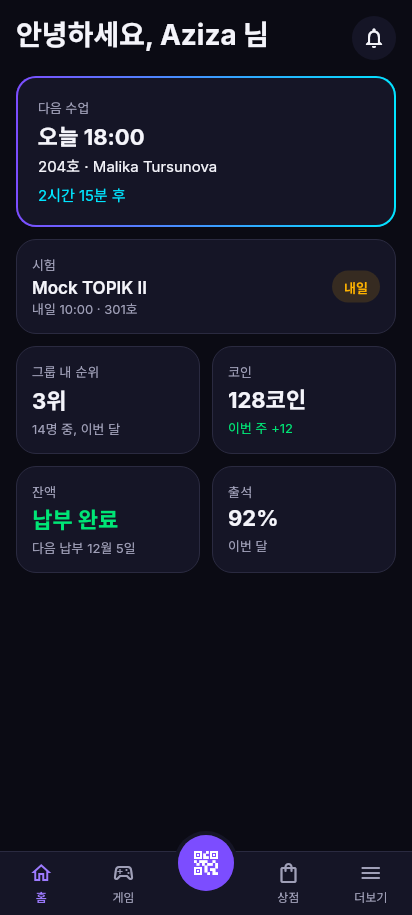 안녕하세요, Aziza 님
다음 수업
오늘 18:00
204호 · Malika Tursunova
2시간 15분 후
시험
Mock TOPIK II
내일 10:00 · 301호
내일
그룹 내 순위
3위
14명 중, 이번 달
코인
128코인
이번 주 +12
잔액
납부 완료
다음 납부 12월 5일
출석
92%
이번 달
홈
게임
상점
더보기